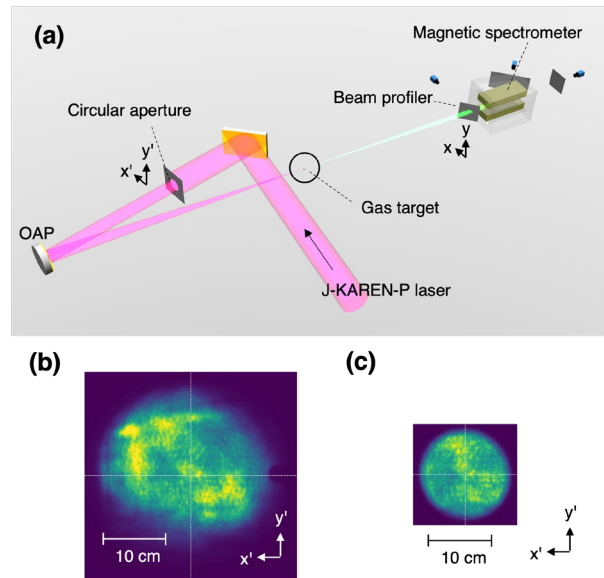 (a)
Magnetic spectrometer
Beam profiler
Circular aperture
y
x
y'
x'
OAP
Gas target
J-KAREN-P laser
(b)
(c)
10 cm
y'
x'
10 cm
y'
x'